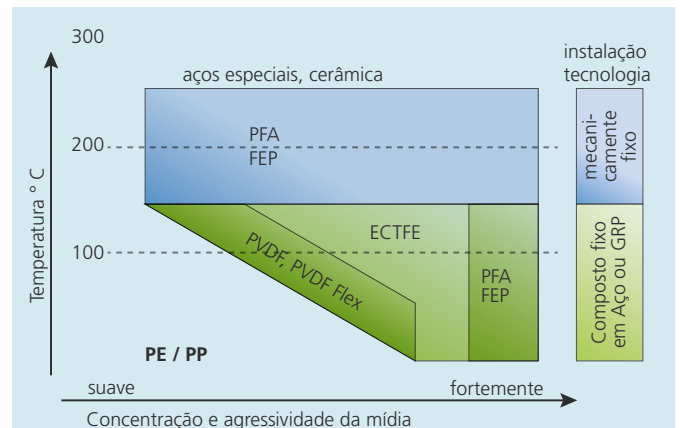 300
aços especiais, cerâmica
instalação
tecnologia
PFA
FEP
200
mecani-
camente
fixo
Temperatura ° C
ECTFE
100
PVDF, PVDF Flex
PFA
FEP
Composto fixo
em Aço ou GRP
PE / PP
suave
fortemente
Concentração e agressividade da mídia